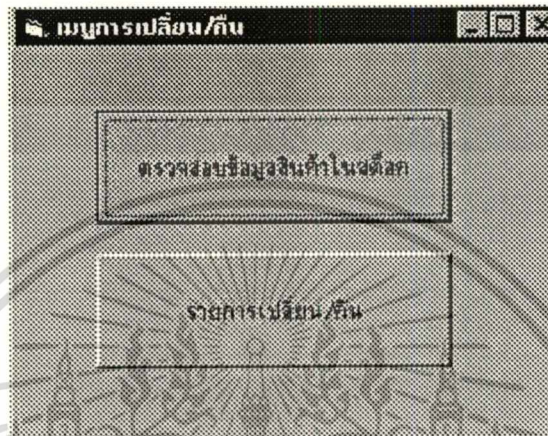 เมนูการเปลี่ยน/คืน
ตรวจสอบข้อมูลสินค้าในสต็อค
รายการเปลี่ยน/คืน